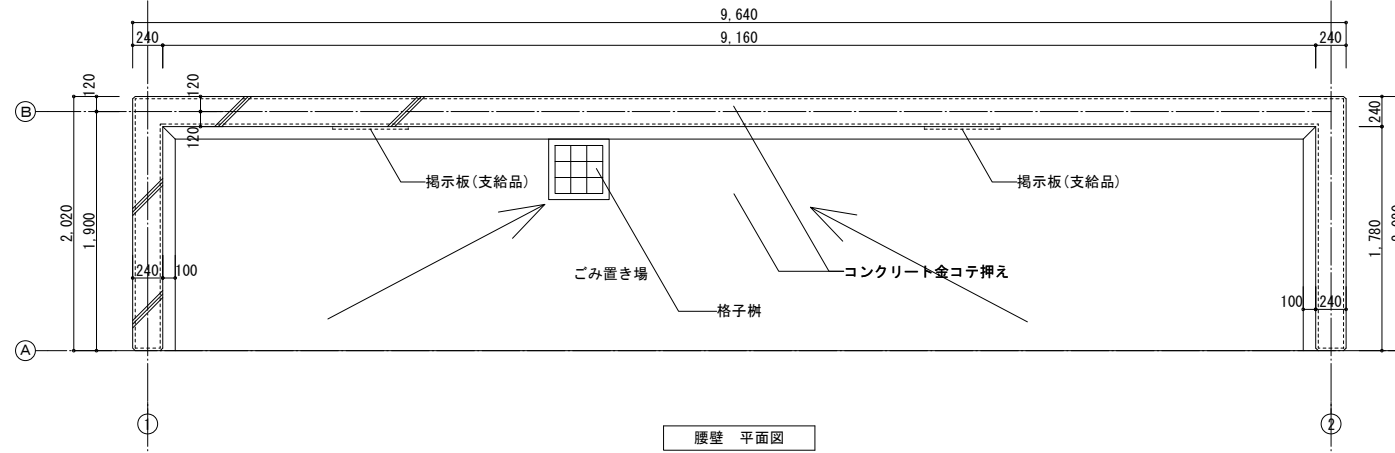 9,640
240
9,160
240
120
120
120
240
B
掲示板(支給品)
掲示板(支給品)
2,020
1,900
1,780
240
100
ごみ置き場
コンクリート金コテ押え
格子桝
100
240
A
1
2
腰壁 平面図